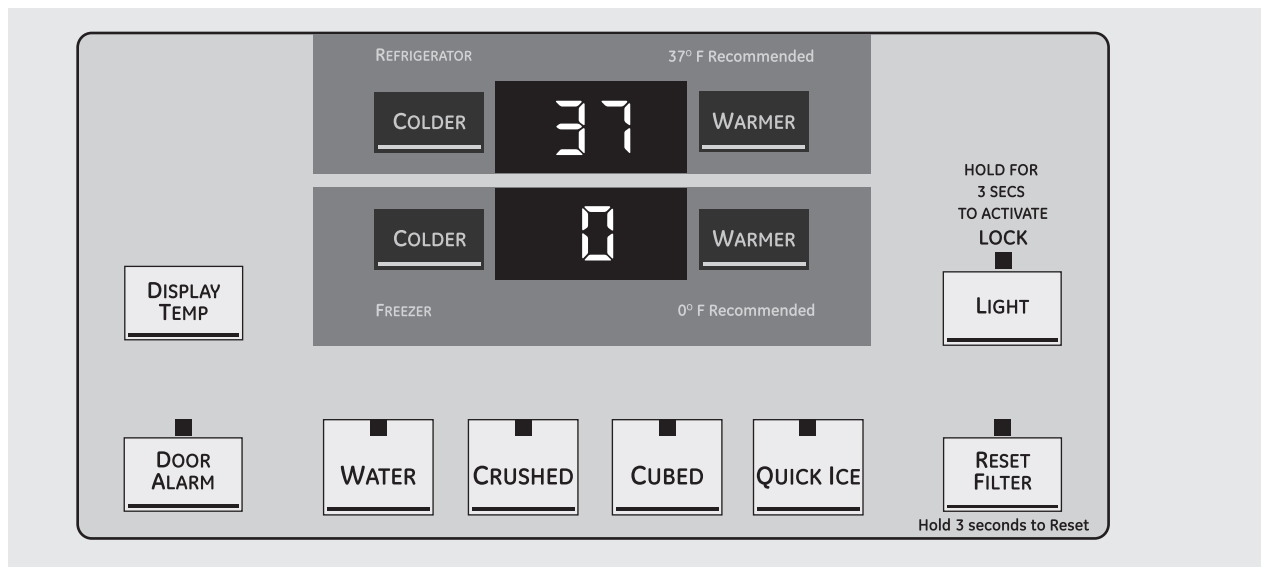 REFRIGERATOR
37° F Recommended
COLDER
37
WARMER
COLDER
0
WARMER
FREEZER
0° F Recommended
HOLD FOR
3 SECS
TO ACTIVATE
LOCK
DISPLAY
TEMP
LIGHT
DOOR
ALARM
WATER
CRUSHED
CUBED
QUICK ICE
RESET
FILTER
Hold 3 seconds to Reset